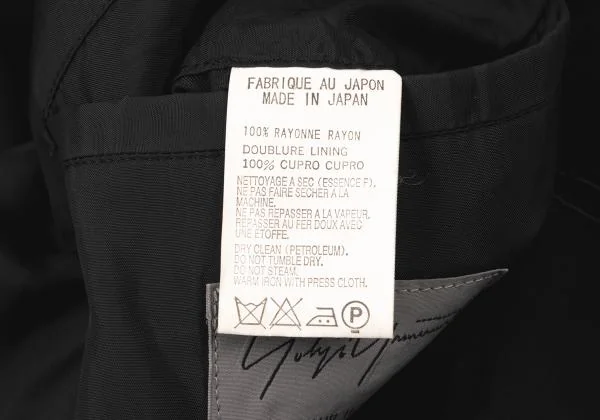 FABRIQUE AU JAPON
MADE IN JAPAN
100% RAYONNE RAYON
DOUBLURE LINING
100% CUPRO CUPRO
NETTOYAGE A SEC (ESSENCE F).
NE PAS FAIRE SECHER A LA
MACHINE.
NE PAS REPASSER A LA VAPEUR.
REPASSER AU FER DOUX AVEC
UNE ETOFFE.
DRY CLEAN (PETROLEUM).
DO NOT TUMBLE DRY.
DO NOT STEAM.
WARM IRON WITH PRESS CLOTH.
P
Yohji